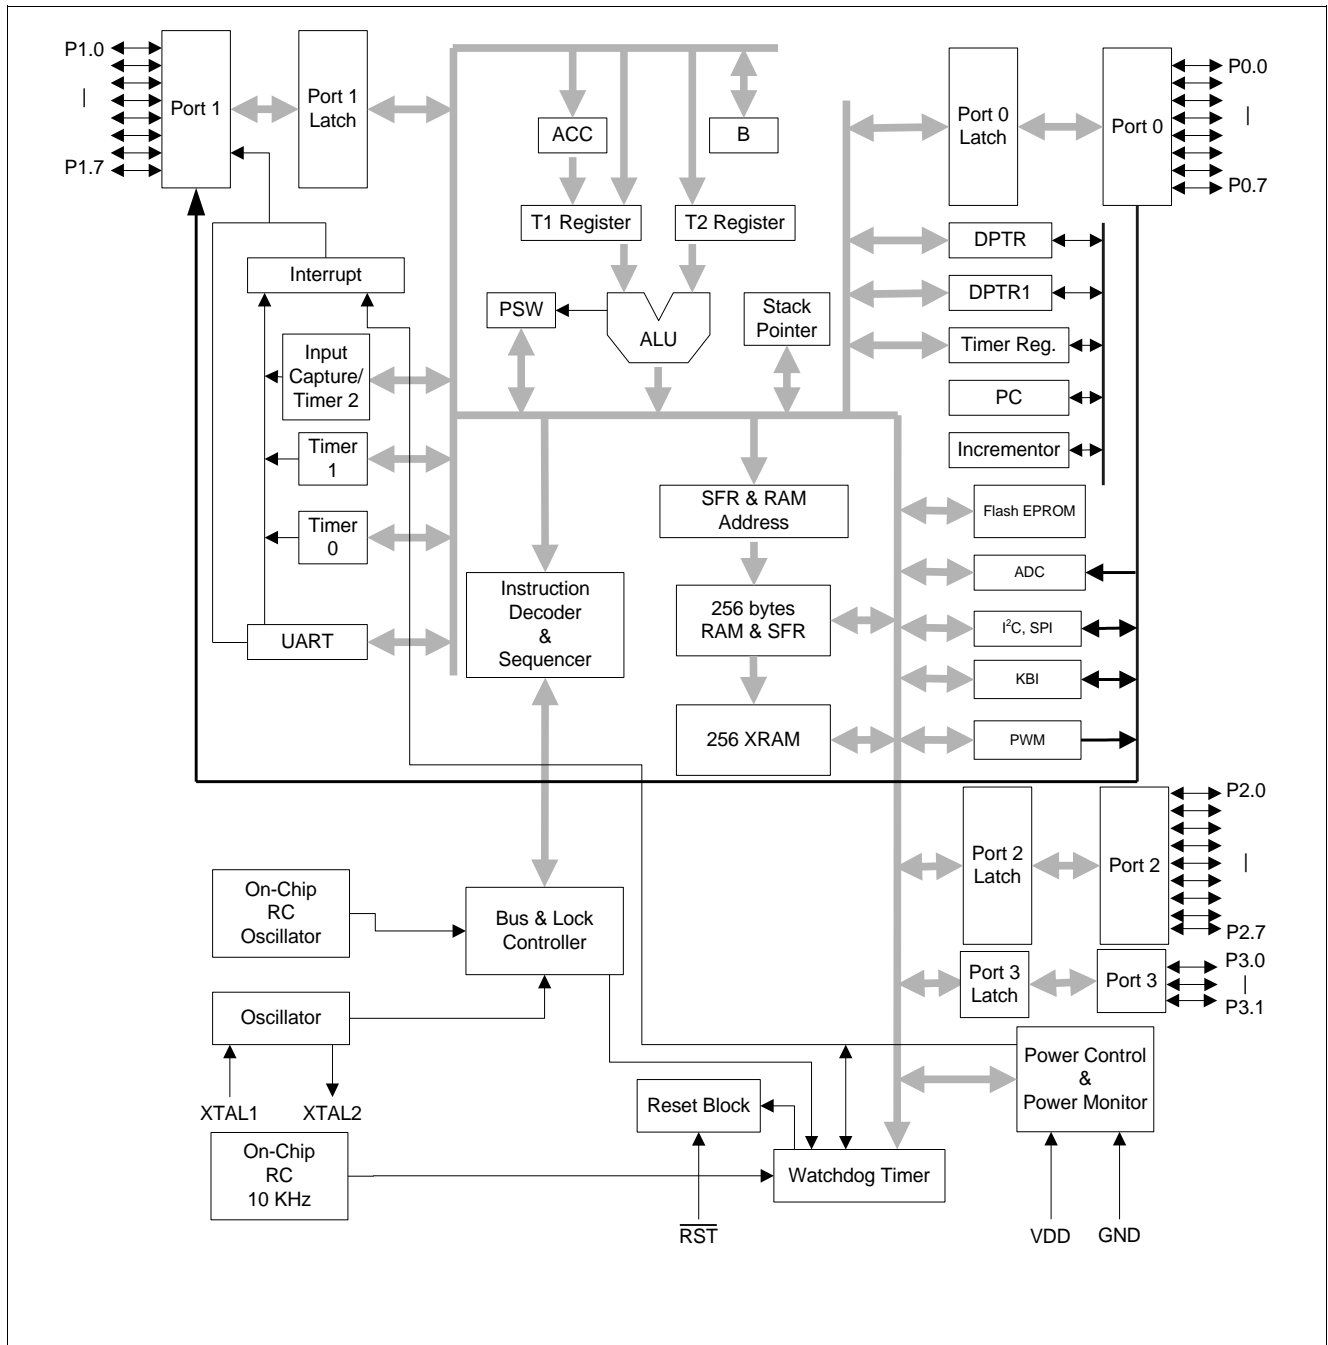 P1.0
|
P1.7
Port 1
Port 1
Latch
ACC
B
T1 Register
T2 Register
PSW
ALU
Stack
Pointer
Port 0
Latch
Port 0
P0.0
|
P0.7
DPTR
DPTR1
Timer Reg.
PC
Incrementor
Interrupt
Input
Capture/
Timer 2
Timer
1
Timer
0
UART
SFR & RAM
Address
Instruction
Decoder
&
Sequencer
256 bytes
RAM & SFR
256 XRAM
Flash EPROM
ADC
I²C, SPI
KBI
PWM
Port 2
Latch
Port 2
P2.0
|
P2.7
Port 3
Latch
Port 3
P3.0
|
P3.1
On-Chip
RC
Oscillator
Bus & Lock
Controller
Oscillator
XTAL1
XTAL2
On-Chip
RC
10 KHz
Reset Block
RST
Watchdog Timer
Power Control
&
Power Monitor
VDD
GND